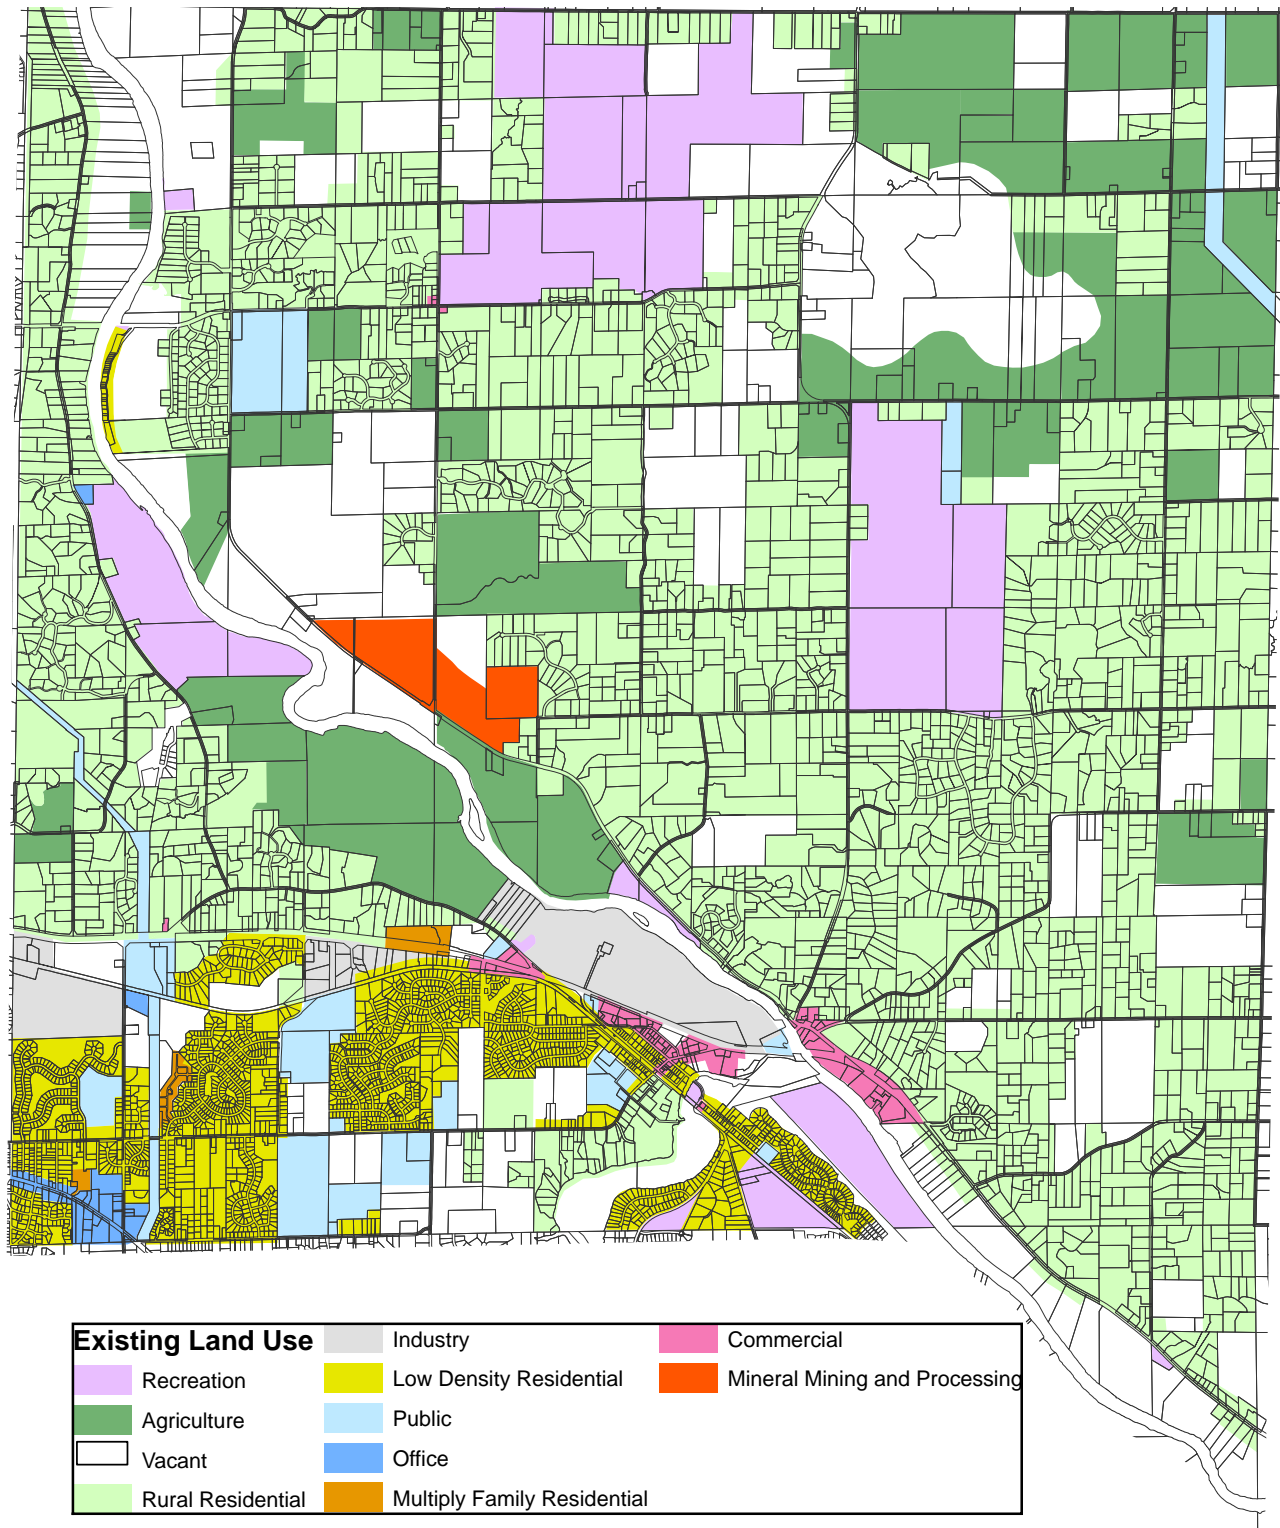 Existing Land Use
Industry
Commercial
Recreation
Low Density Residential
Mineral Mining and Processing
Agriculture
Public
Vacant
Office
Rural Residential
Multiply Family Residential